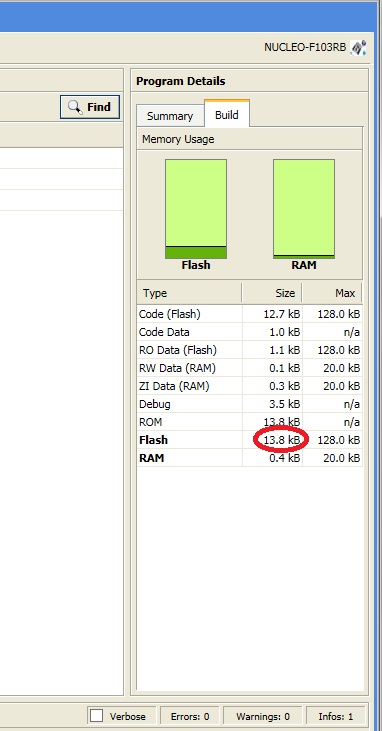 NUCLEO-F103RB
Program Details
Find
Summary Build
Memory Usage
Flash RAM
Type Size Max
Code (Flash) 12.7 kB 128.0 kB
Code Data 1.0 kB n/a
RO Data (Flash) 1.1 kB 128.0 kB
RW Data (RAM) 0.1 kB 20.0 kB
ZI Data (RAM) 0.3 kB 20.0 kB
Debug 3.5 kB n/a
ROM 13.8 kB n/a
Flash 13.8 kB 128.0 kB
RAM 0.4 kB 20.0 kB
Verbose Errors: 0 Warnings: 0 Infos: 1